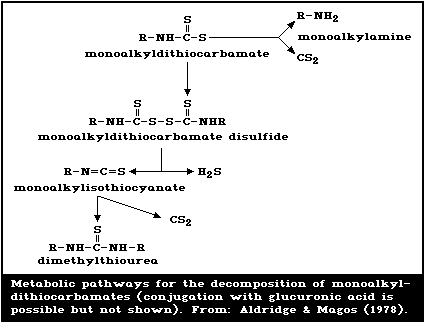 S
‖
R-NH-C-S
R-NH2
monoalkylamine
monoalkyldithiocarbamate
CS2
S S
‖ ‖
R-NH-C-S-S-C-NHR
monoalkyldithiocarbamate disulfide
R-N=C=S
H2S
monoalkylisothiocyanate
CS2
S
‖
R-NH-C-NH-R
dimethylthiourea
Metabolic pathways for the decomposition of monoalkyl-
dithiocarbamates (conjugation with glucuronic acid is
possible but not shown). From: Aldridge & Magos (1978).